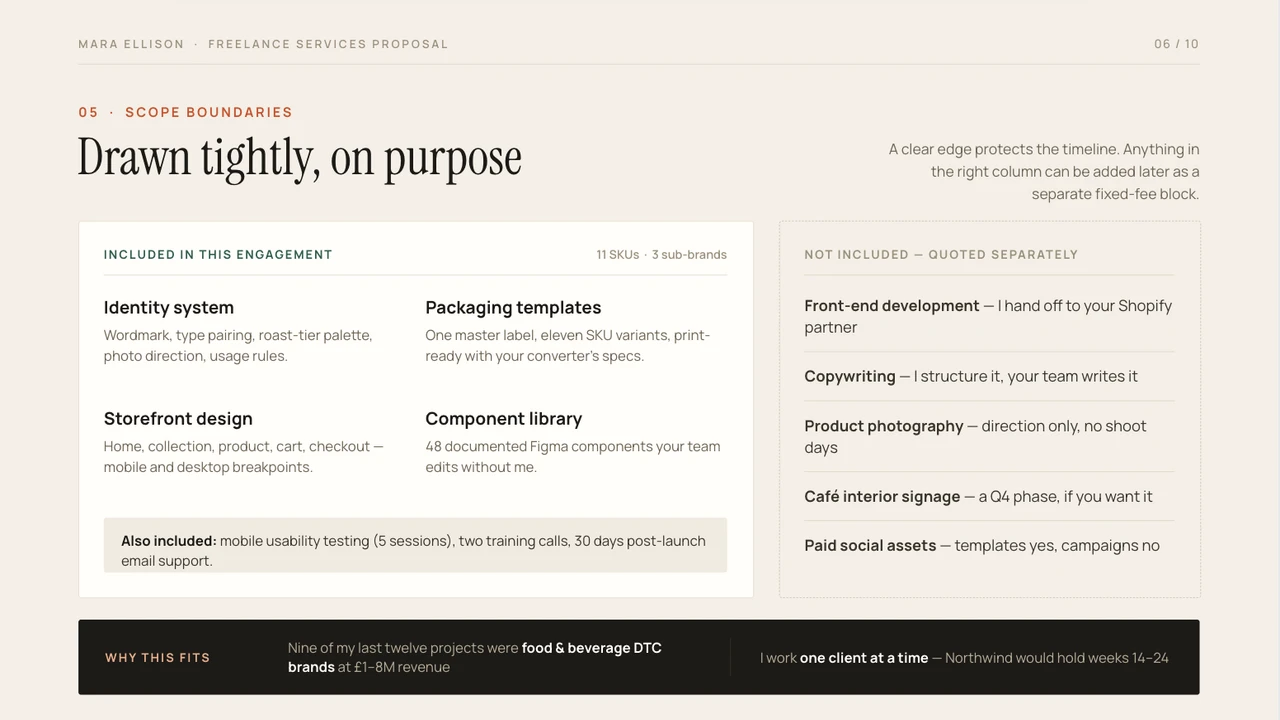 MARA ELLISON · FREELANCE SERVICES PROPOSAL
06 / 10
05 · SCOPE BOUNDARIES
Drawn tightly, on purpose
A clear edge protects the timeline. Anything in
the right column can be added later as a
separate fixed-fee block.
INCLUDED IN THIS ENGAGEMENT
11 SKUs · 3 sub-brands
Identity system
Wordmark, type pairing, roast-tier palette,
photo direction, usage rules.
Packaging templates
One master label, eleven SKU variants, print-
ready with your converter's specs.
Storefront design
Home, collection, product, cart, checkout —
mobile and desktop breakpoints.
Component library
48 documented Figma components your team
edits without me.
Also included: mobile usability testing (5 sessions), two training calls, 30 days post-launch
email support.
NOT INCLUDED — QUOTED SEPARATELY
Front-end development — I hand off to your Shopify
partner
Copywriting — I structure it, your team writes it
Product photography — direction only, no shoot
days
Café interior signage — a Q4 phase, if you want it
Paid social assets — templates yes, campaigns no
WHY THIS FITS
Nine of my last twelve projects were food & beverage DTC
brands at £1–8M revenue
I work one client at a time — Northwind would hold weeks 14–24